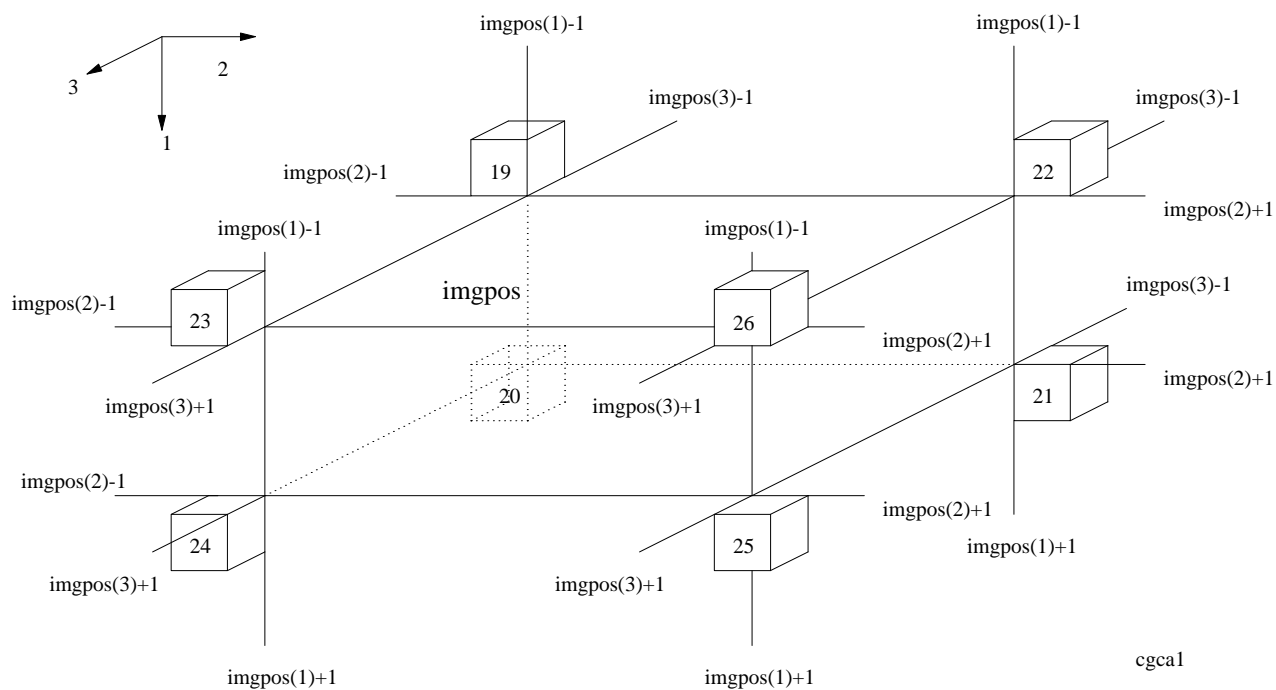 imgpos(1)-1
imgpos(1)-1
2
3
imgpos(3)-1
imgpos(3)-1
1
19
22
imgpos(2)-1
imgpos(2)+1
imgpos(1)-1
imgpos(1)-1
imgpos
imgpos(3)-1
imgpos(2)-1
23
26
imgpos(2)+1
imgpos(2)+1
20
21
imgpos(3)+1
imgpos(3)+1
imgpos(2)-1
imgpos(2)+1
24
25
imgpos(1)+1
imgpos(3)+1
imgpos(3)+1
cgca1
imgpos(1)+1
imgpos(1)+1